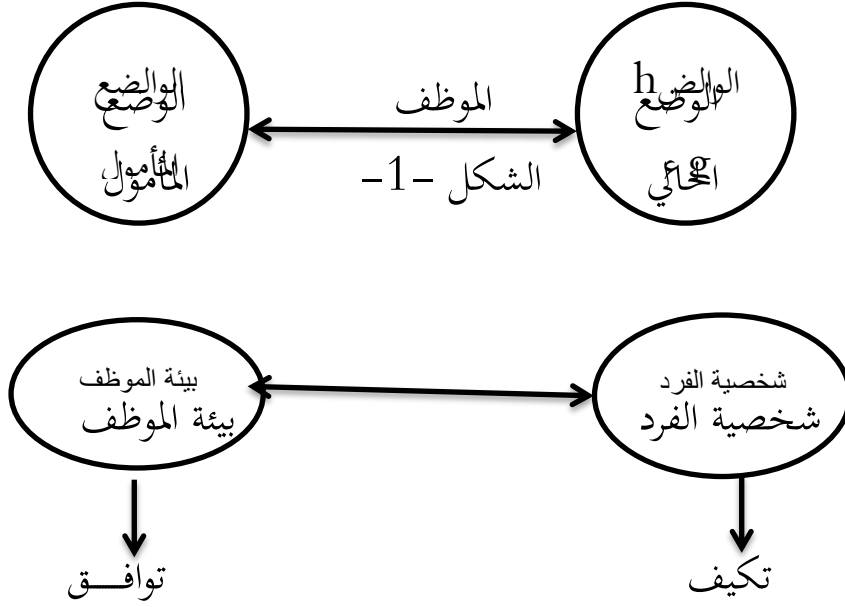 الوضع
الحالي
الموظف
الشكل -1-
الوضع
المأمول
شخصية الفرد
شخصية الفرد
بيئة الموظف
بيئة الموظف
تكيف
توافــق